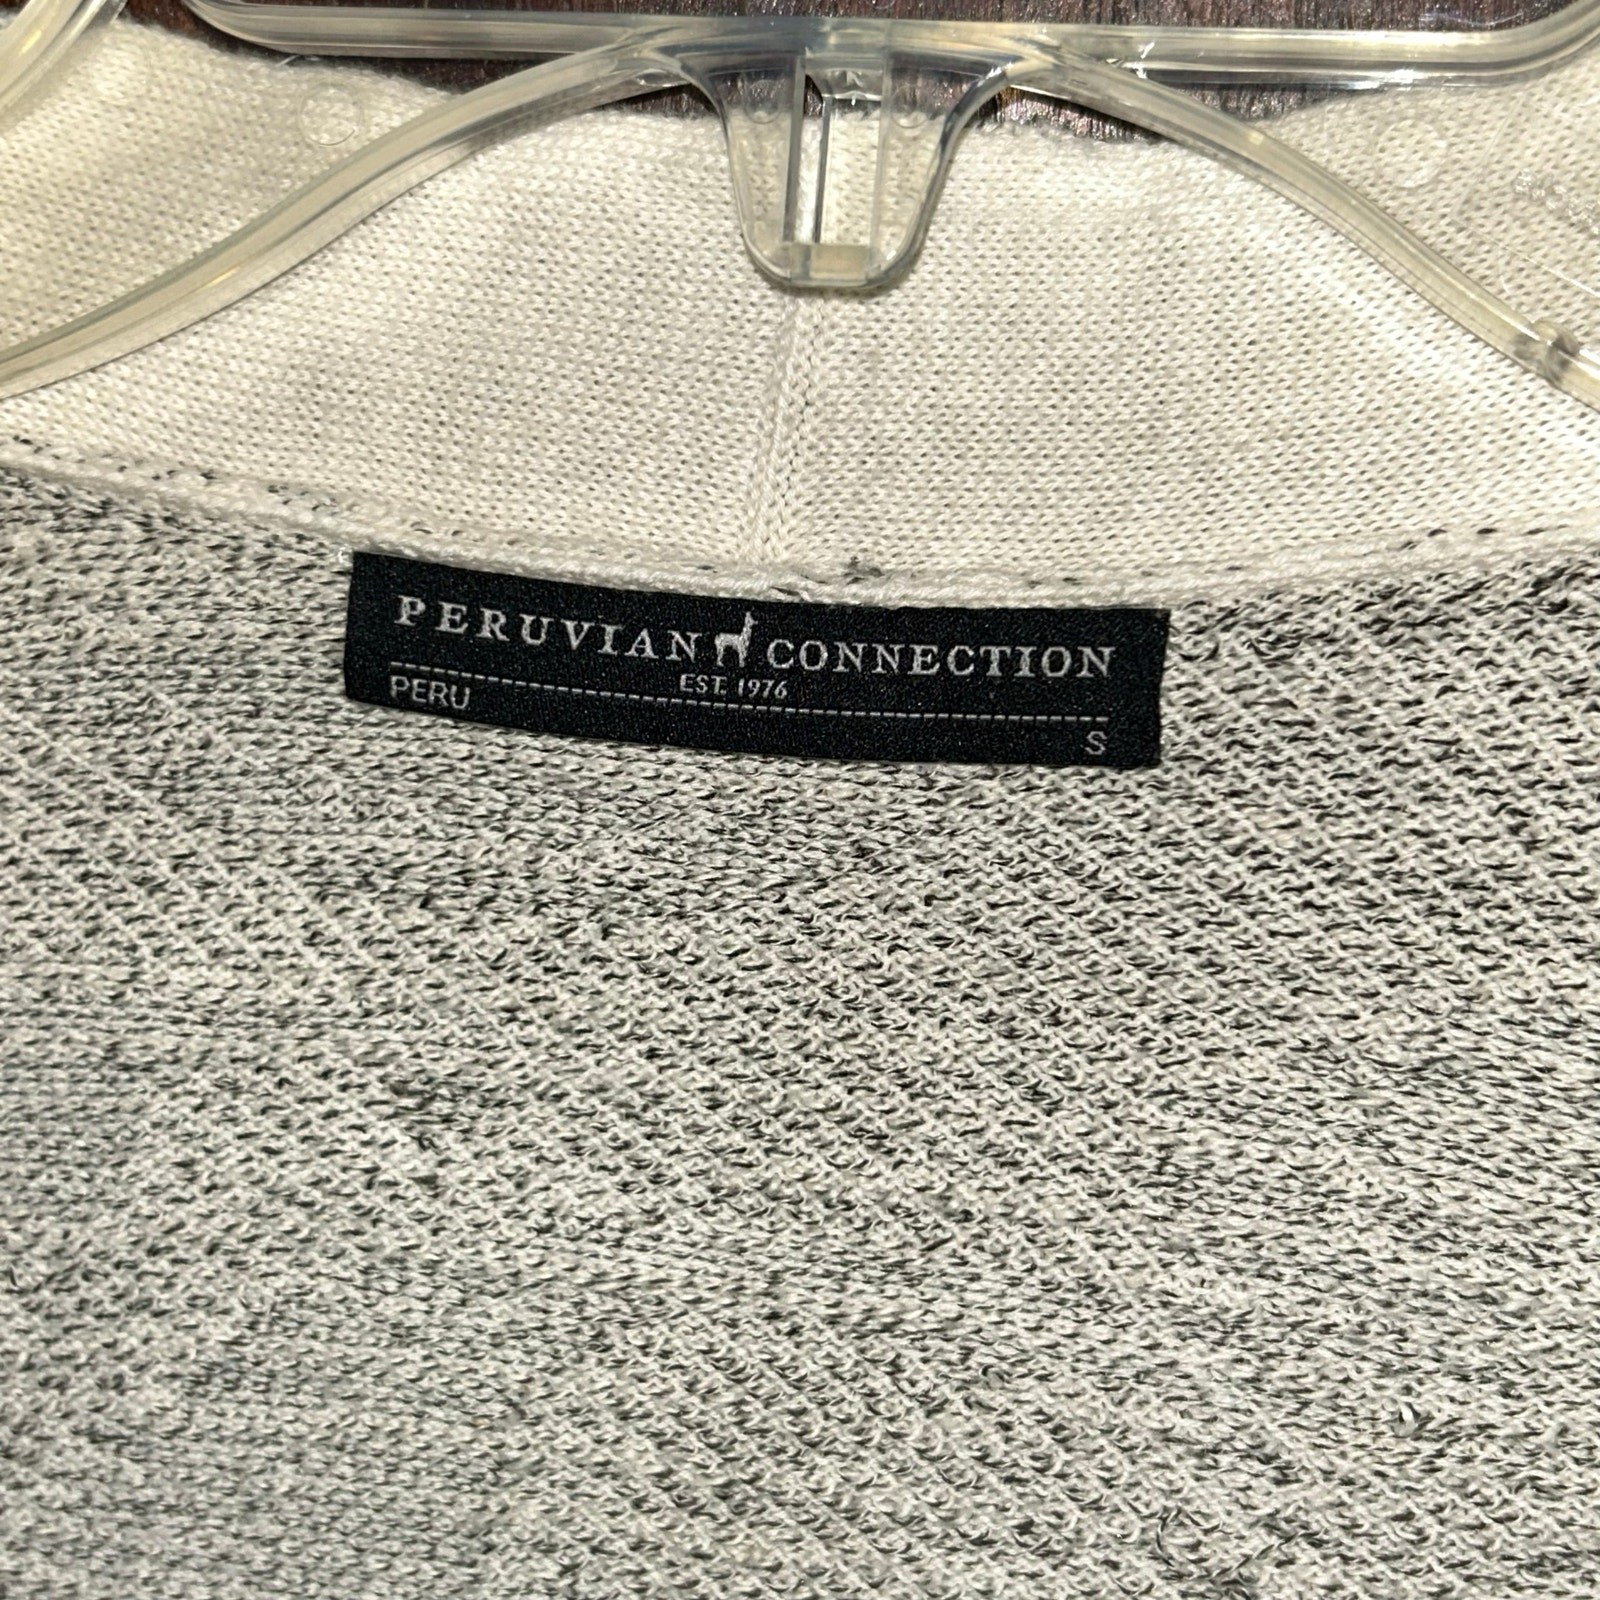 PERUVIAN CONNECTION
EST. 1976
PERU
S